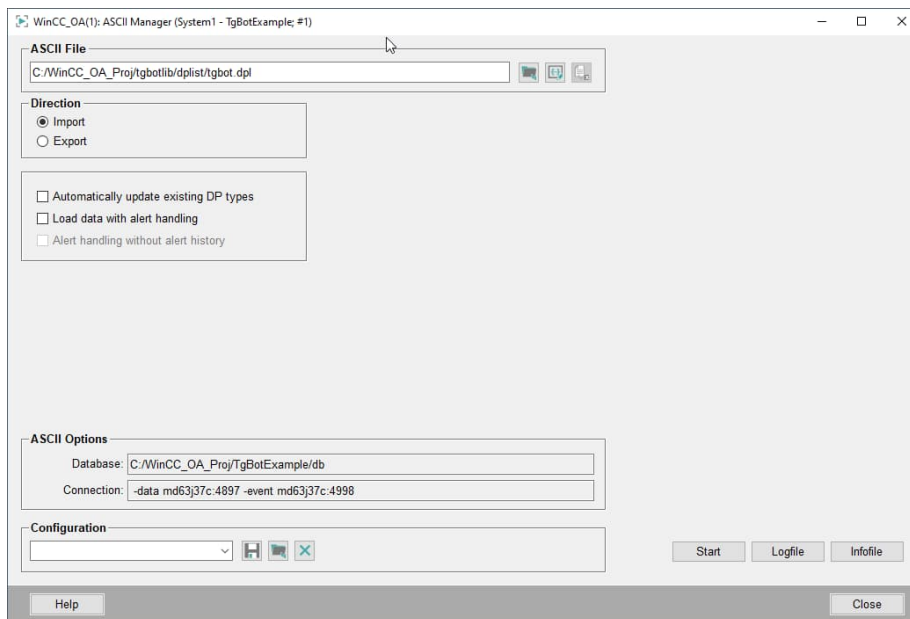 WinCC_OA(1): ASCII Manager (System1 - TgBotExample; #1)
ASCII File
C:/WinCC_OA_Proj/tgbotlib/dplist/tgbot.dpl
Direction
Import
Export
Automatically update existing DP types
Load data with alert handling
Alert handling without alert history
ASCII Options
Database: C:/WinCC_OA_Proj/TgBotExample/db
Connection: -data md63j37c:4897 -event md63j37c:4998
Configuration
Start Logfile Infofile
Help Close